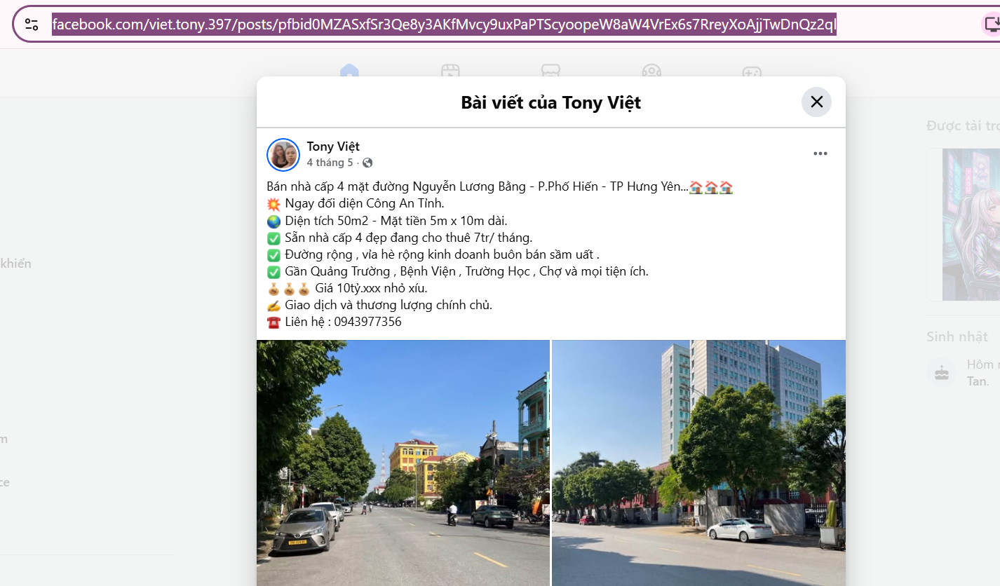 facebook.com/viet.tony.397/posts/pfbid0MZASxfSr3Qe8y3AKfMvcy9uxPaPTScyoopeW8aW4VrEx6s7RreyXoAjjTwDnQz2ql
Bài viết của Tony Việt
Được tài trợ
Tony Việt
4 tháng 5 ·
Bán nhà cấp 4 mặt đường Nguyễn Lương Bằng - P.Phố Hiến - TP Hưng Yên...🏠🏠🏠
💥 Ngay đối diện Công An Tỉnh.
🌏 Diện tích 50m2 - Mặt tiền 5m x 10m dài.
✅ Sẵn nhà cấp 4 đẹp đang cho thuê 7tr/ tháng.
✅ Đường rộng , vỉa hè rộng kinh doanh buôn bán sầm uất .
khiển
✅ Gần Quảng Trường , Bệnh Viện , Trường Học , Chợ và mọi tiện ích.
💰💰💰 Giá 10tỷ.xxx nhỏ xíu.
✍️ Giao dịch và thương lượng chính chủ.
☎️ Liên hệ : 0943977356
Sinh nhật
Hôm
Tan.
m
ce